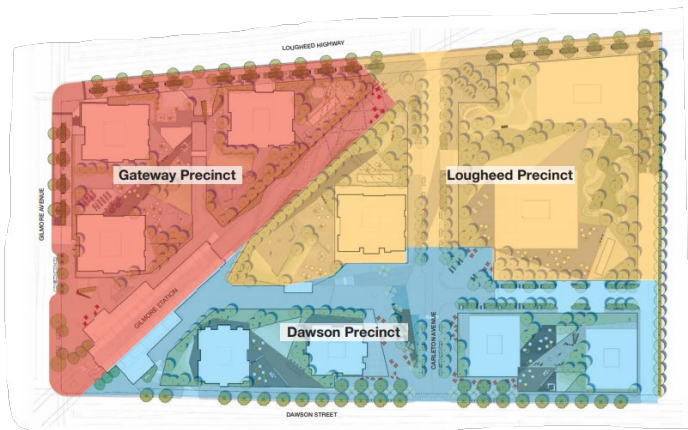 LOUGHEED HIGHWAY
Gateway Precinct
Lougheed Precinct
GILMORE AVENUE
GILMORE STATION
Dawson Precinct
CARLETON AVENUE
DAWSON STREET